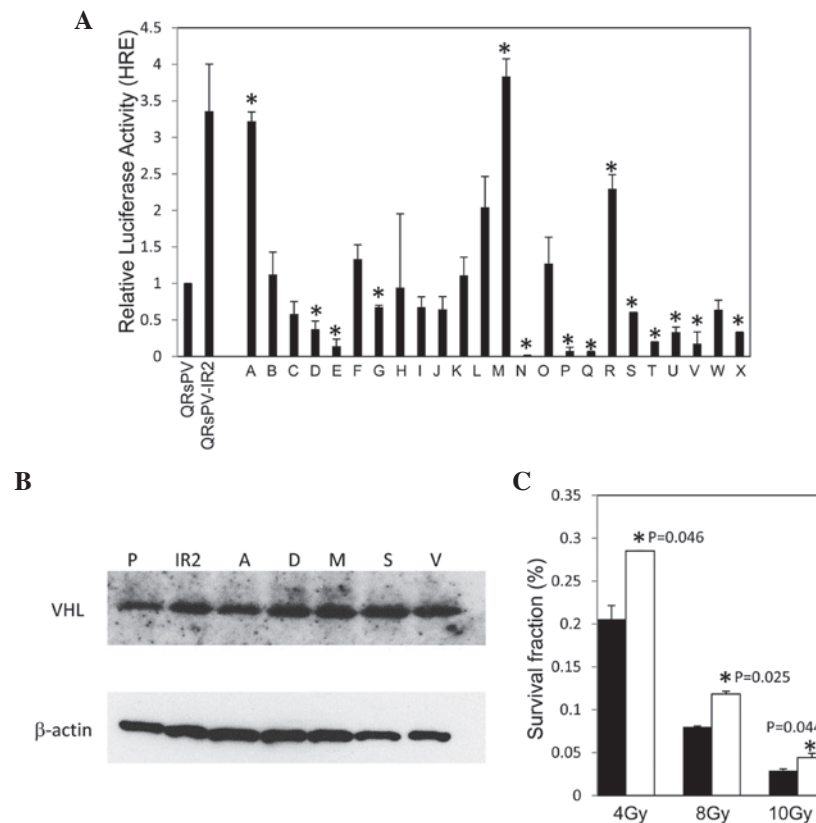 A
Relative Luciferase Activity (HRE)
4.5
4
3.5
3
2.5
2
1.5
1
0.5
0
* * * * * * * * * * * * * *
QRsPV
QRsPV-IR2
A B C D E F G H I J K L M N O P Q R S T U V W X
B
P IR2 A D M S V
VHL
β-actin
C
Survival fraction (%)
0.35
0.3
0.25
0.2
0.15
0.1
0.05
0
* P=0.046
* P=0.025
P=0.044
*
4Gy 8Gy 10Gy